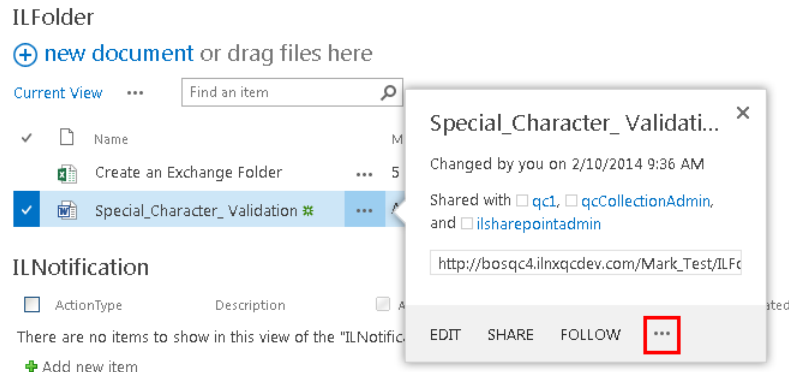 ILFolder
new document or drag files here
Current View ••• Find an item
Name M
Create an Exchange Folder ••• 5
Special_Character_ Validation ••• A
ILNotification
ActionType Description A
There are no items to show in this view of the "ILNotific
Add new item
Special_Character_ Validati...
Changed by you on 2/10/2014 9:36 AM
Shared with qc1, qcCollectionAdmin,
and ilsharepointadmin
http://bosqc4.ilnxqcdev.com/Mark_Test/ILFo
EDIT SHARE FOLLOW •••
ated